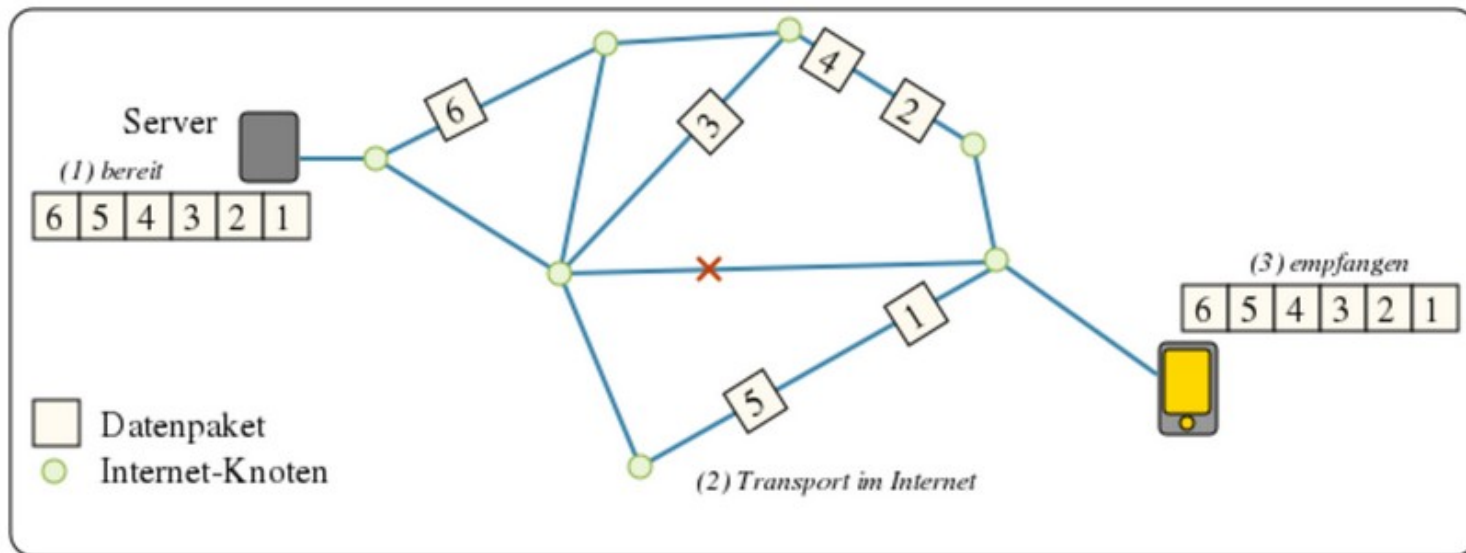 6
4
2
3
Server
(1) bereit
6 5 4 3 2 1
(3) empfangen
6 5 4 3 2 1
1
5
Datenpaket
Internet-Knoten
(2) Transport im Internet